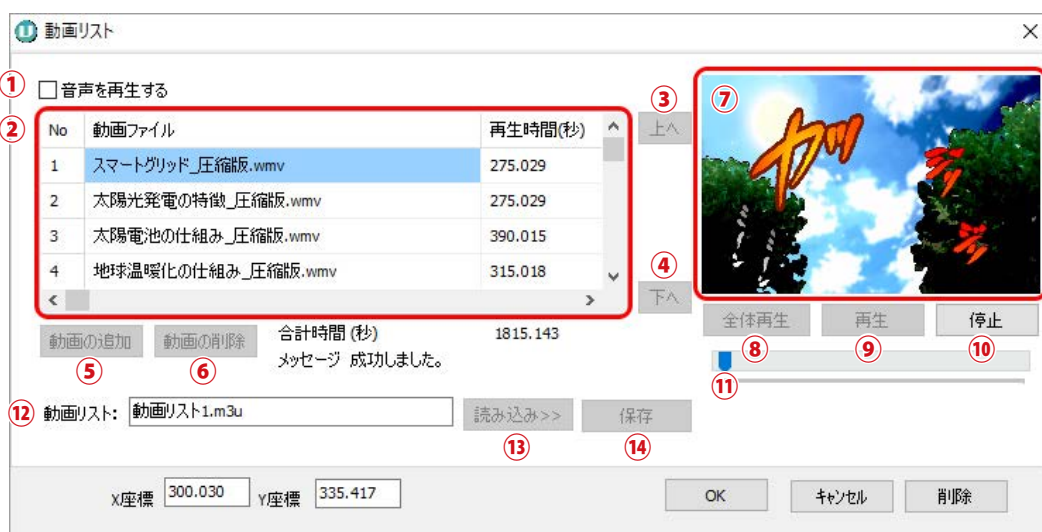 動画リスト
① 音声を再生する
②
No 動画ファイル 再生時間(秒)
1 スマートグリッド_圧縮版.wmv 275.029
2 太陽光発電の特徴_圧縮版.wmv 275.029
3 太陽電池の仕組み_圧縮版.wmv 390.015
4 地球温暖化の仕組み_圧縮版.wmv 315.018
③
上へ
④
下へ
⑦
カッ
ジジ
ジジ
動画の追加 動画の削除 合計時間(秒) 1815.143
⑤ ⑥ メッセージ 成功しました。
全体再生 再生 停止
⑧ ⑨ ⑩
⑪
⑫ 動画リスト: 動画リスト1.m3u 読み込み>> 保存
⑬ ⑭
X座標 300.030 Y座標 335.417 OK キャンセル 削除